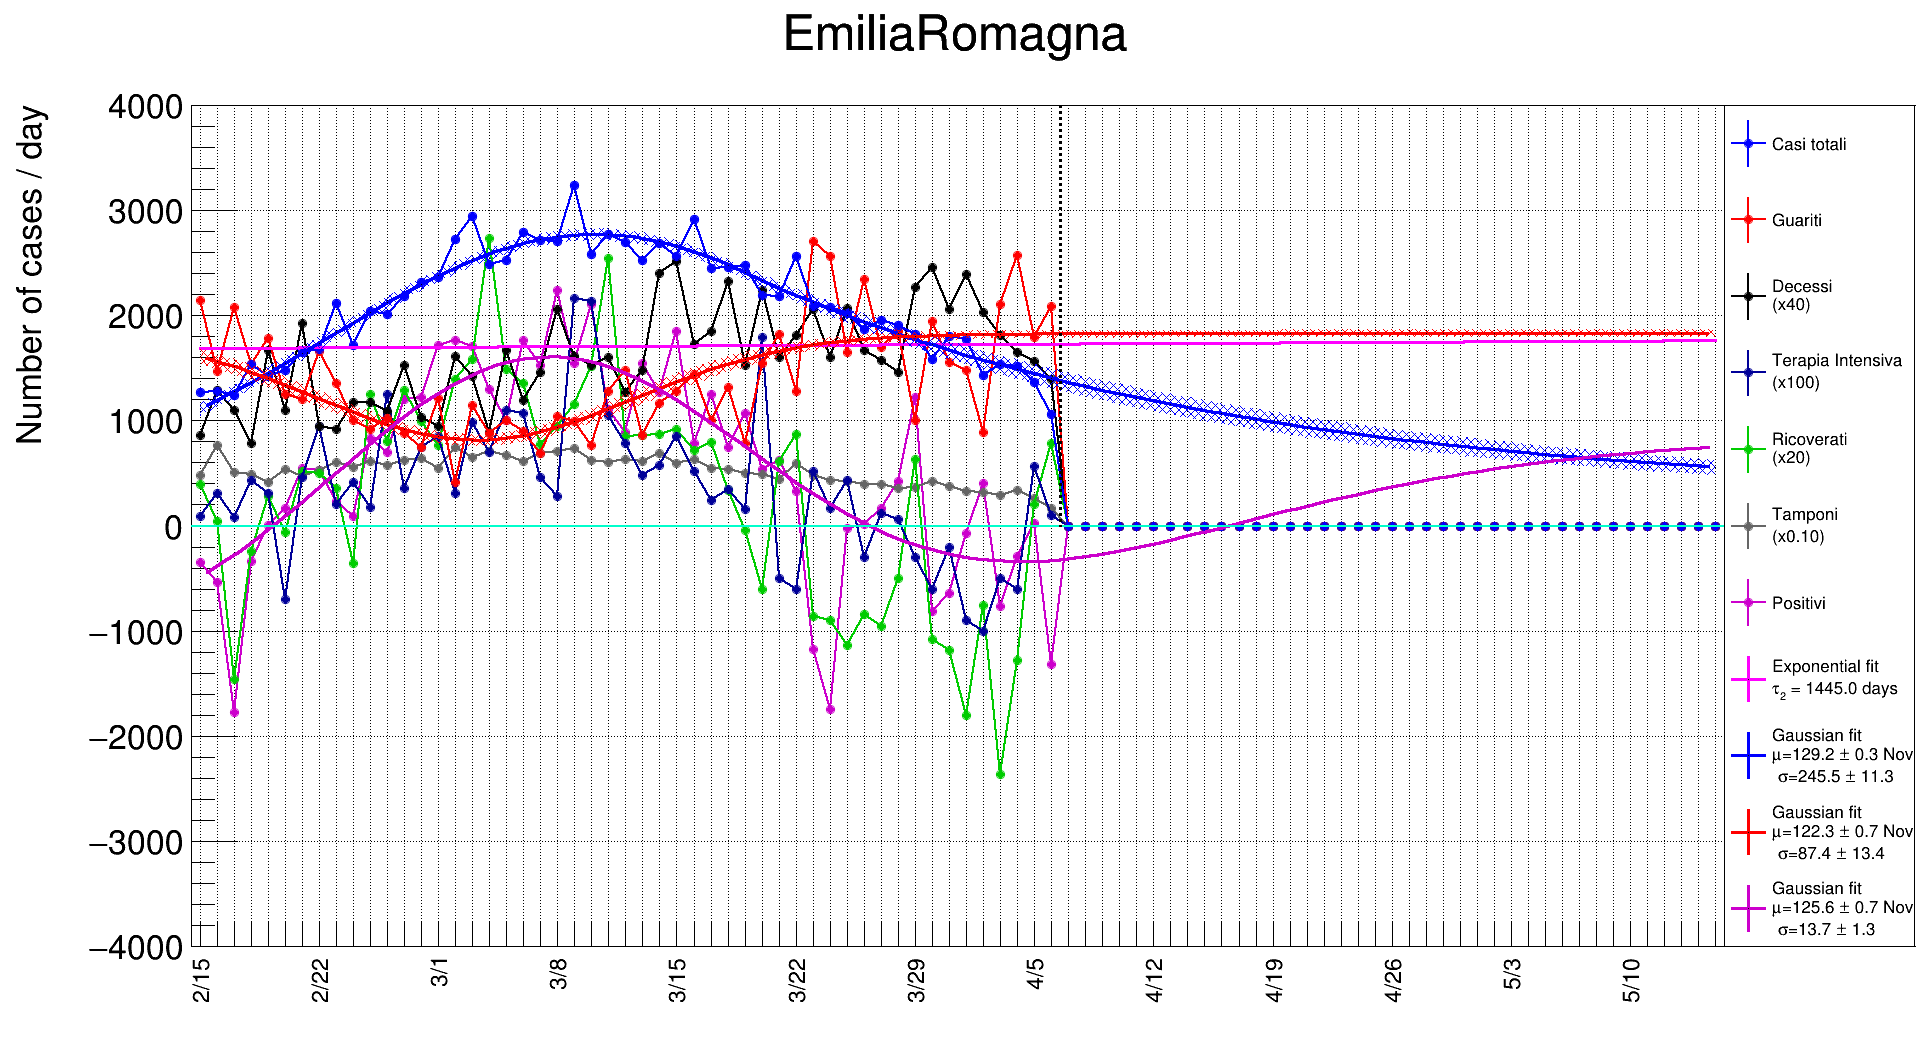 EmiliaRomagna
Number of cases / day
4000
3000
2000
1000
0
−1000
−2000
−3000
−4000
2/15
2/22
3/1
3/8
3/15
3/22
3/29
4/5
4/12
4/19
4/26
5/3
5/10
Casi totali
Guariti
Decessi
(x40)
Terapia Intensiva
(x100)
Ricoverati
(x20)
Tamponi
(x0.10)
Positivi
Exponential fit
τ2 = 1445.0 days
Gaussian fit
μ=129.2 ± 0.3 Nov
σ=245.5 ± 11.3
Gaussian fit
μ=122.3 ± 0.7 Nov
σ=87.4 ± 13.4
Gaussian fit
μ=125.6 ± 0.7 Nov
σ=13.7 ± 1.3